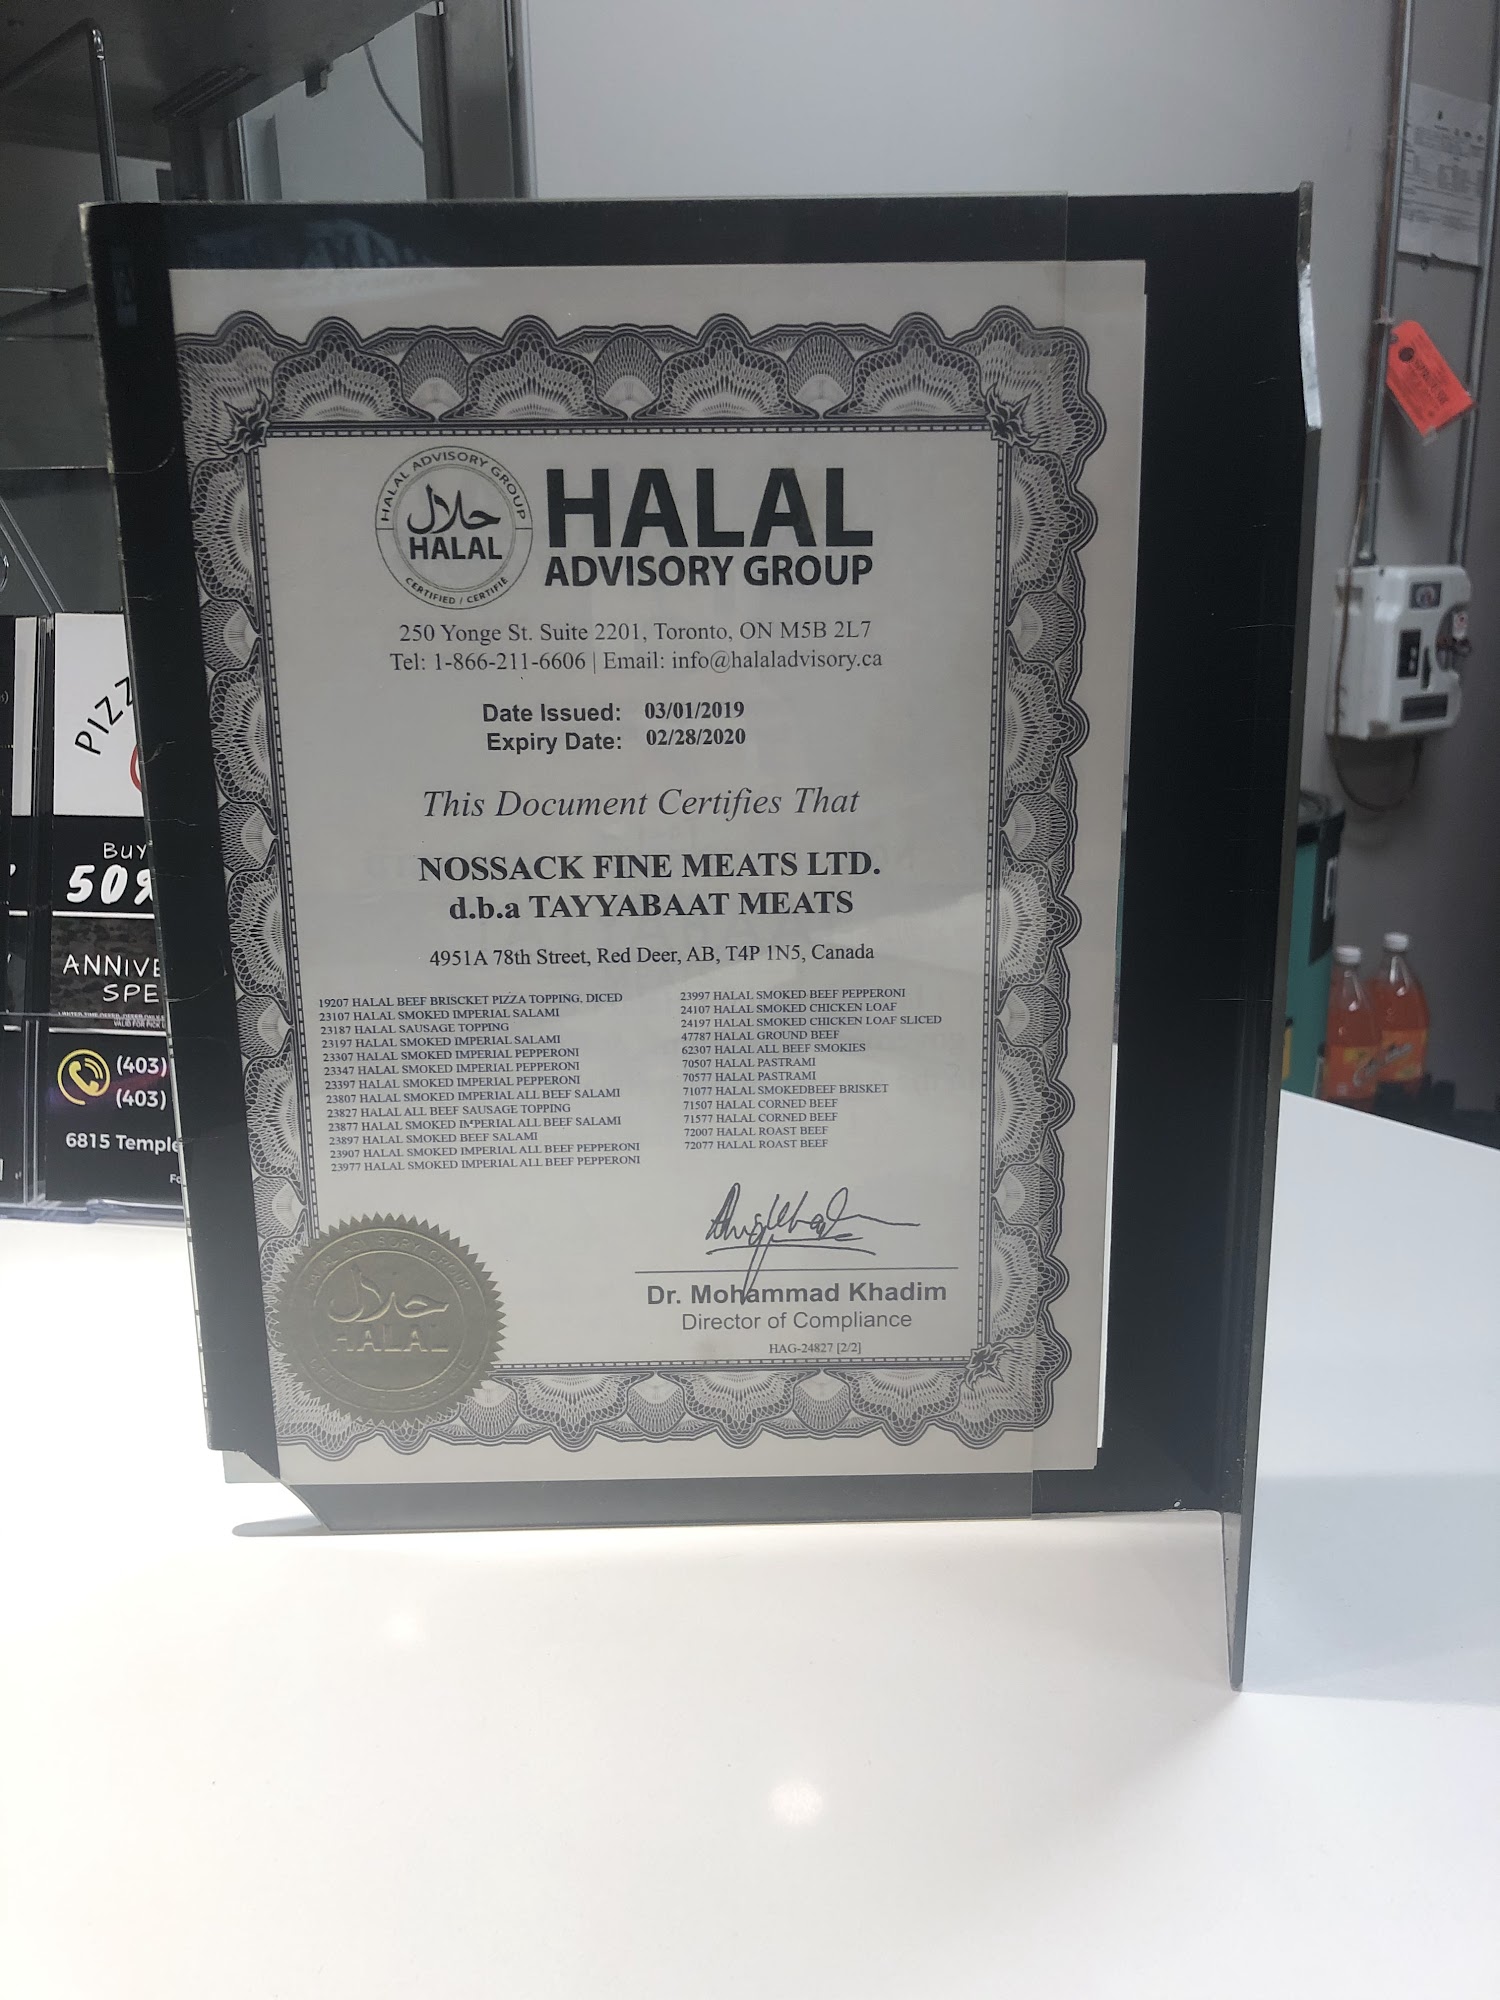 HALAL ADVISORY GROUP
حلال
HALAL
CERTIFIED / CERTIFIÉ
HALAL
ADVISORY GROUP
250 Yonge St. Suite 2201, Toronto, ON M5B 2L7
Tel: 1-866-211-6606 | Email: info@halaladvisory.ca
Date Issued: 03/01/2019
Expiry Date: 02/28/2020
This Document Certifies That
NOSSACK FINE MEATS LTD.
d.b.a TAYYABAAT MEATS
4951A 78th Street, Red Deer, AB, T4P 1N5, Canada
19207 HALAL BEEF BRISCKET PIZZA TOPPING, DICED
23107 HALAL SMOKED IMPERIAL SALAMI
23187 HALAL SAUSAGE TOPPING
23197 HALAL SMOKED IMPERIAL SALAMI
23307 HALAL SMOKED IMPERIAL PEPPERONI
23347 HALAL SMOKED IMPERIAL PEPPERONI
23397 HALAL SMOKED IMPERIAL PEPPERONI
23807 HALAL SMOKED IMPERIAL ALL BEEF SALAMI
23827 HALAL ALL BEEF SAUSAGE TOPPING
23877 HALAL SMOKED IMPERIAL ALL BEEF SALAMI
23897 HALAL SMOKED BEEF SALAMI
23907 HALAL SMOKED IMPERIAL ALL BEEF PEPPERONI
23977 HALAL SMOKED IMPERIAL ALL BEEF PEPPERONI
23997 HALAL SMOKED BEEF PEPPERONI
24107 HALAL SMOKED CHICKEN LOAF
24197 HALAL SMOKED CHICKEN LOAF SLICED
47787 HALAL GROUND BEEF
62307 HALAL ALL BEEF SMOKIES
70507 HALAL PASTRAMI
70577 HALAL PASTRAMI
71077 HALAL SMOKEDBEEF BRISKET
71507 HALAL CORNED BEEF
71577 HALAL CORNED BEEF
72007 HALAL ROAST BEEF
72077 HALAL ROAST BEEF
Dr. Mohammad Khadim
Director of Compliance
HAG-24827 [2/2]
HALAL ADVISORY GROUP
حلال
HALAL
PIZZ
BUY
50%
ANNIVE
SPE
(403)
(403)
6815 Temple